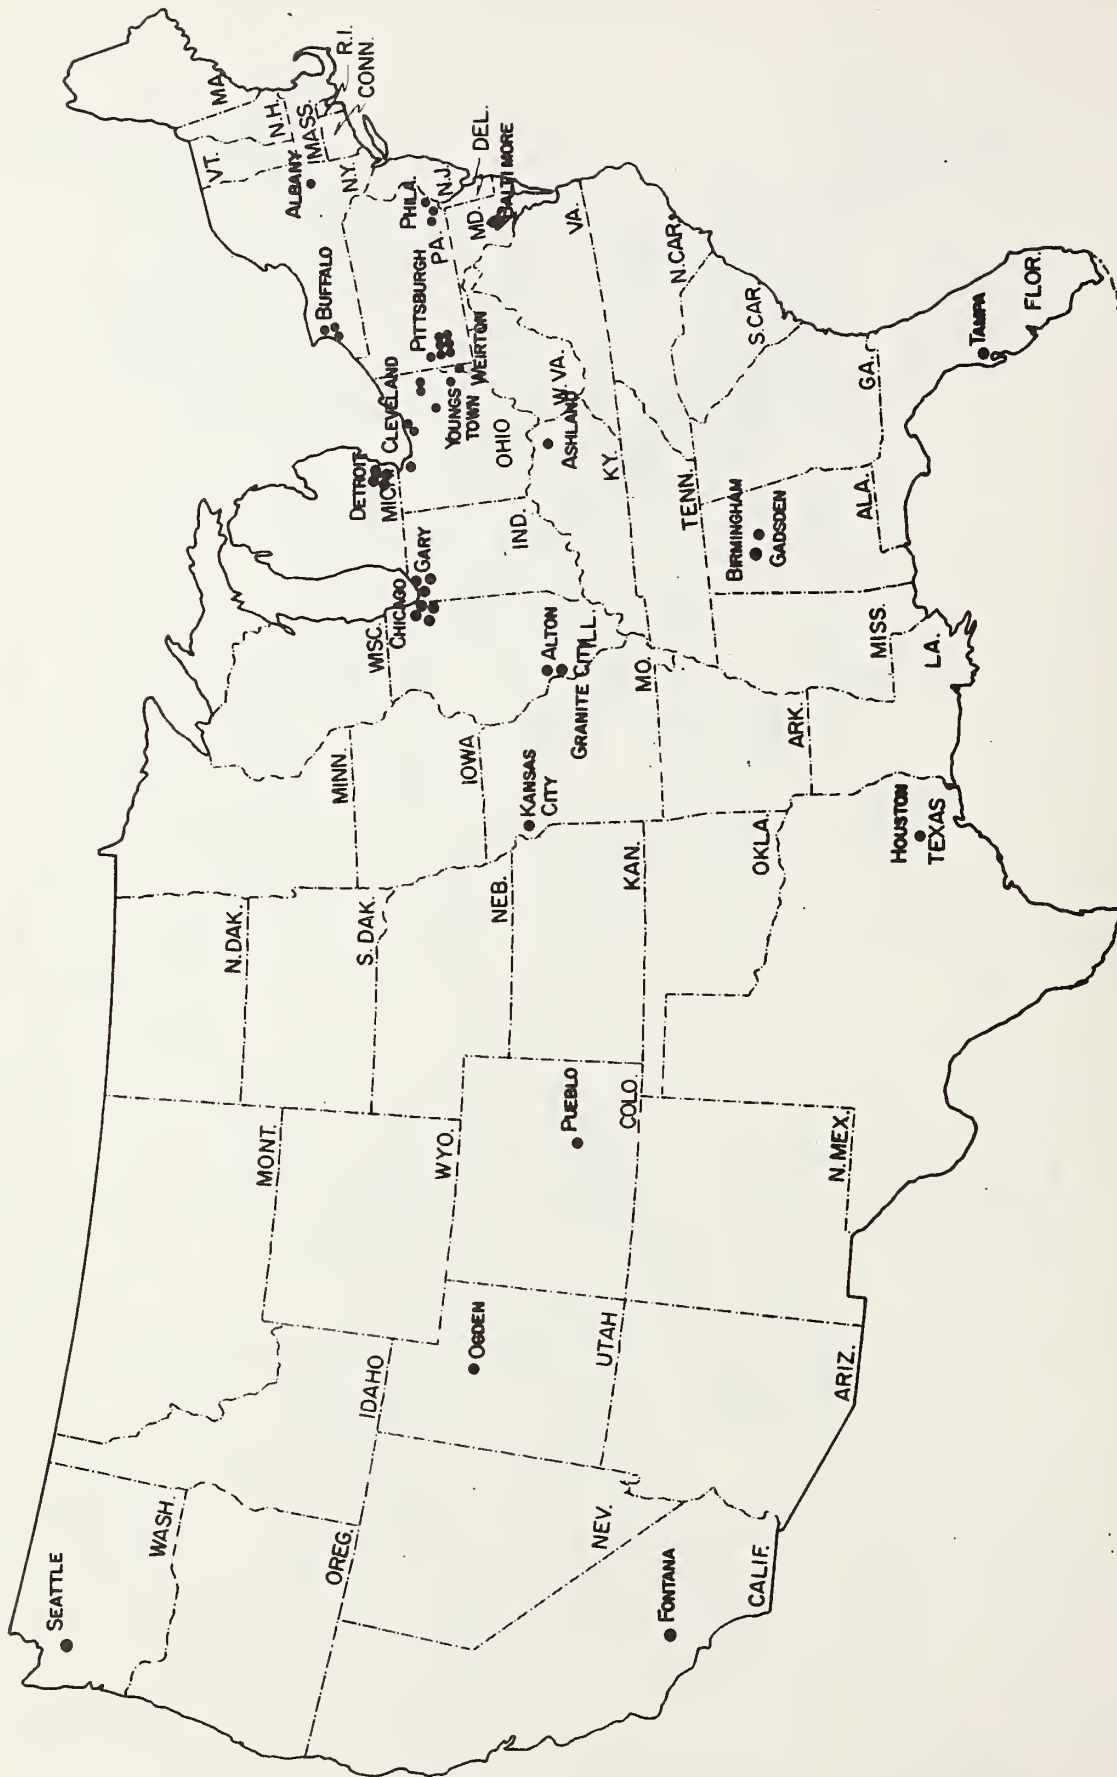 SEATTLE
WASH.
OREG.
CALIF.
FONTANA
NEV.
IDAHO
OGDEN
UTAH
ARIZ.
MONT.
WYO.
PUEBLO
COLO.
N.MEX.
N.DAK.
S. DAK.
NEB.
KAN.
OKLA.
HOUSTON
TEXAS
MINN.
IOWA
KANSAS
CITY
MO.
ARK.
LA.
WISC.
CHICAGO
GARY
ALTON
GRANITE CITY
ILL.
MISS.
DETROIT
MICH.
IND.
KY.
TENN.
BIRMINGHAM
GADSDEN
ALA.
CLEVELAND
YOUNGS
TOWN
OHIO
ASHLAND
W. VA.
GA.
BUFFALO
PITTSBURGH
WEIRTON
PA.
PHILA.
N.J.
MD.
DEL.
BALTIMORE
VA.
N.CAR.
S.CAR.
TAMPA
FLOR.
ALBANY
N.Y.
VT.
N.H.
MA.
MASS.
R.I.
CONN.